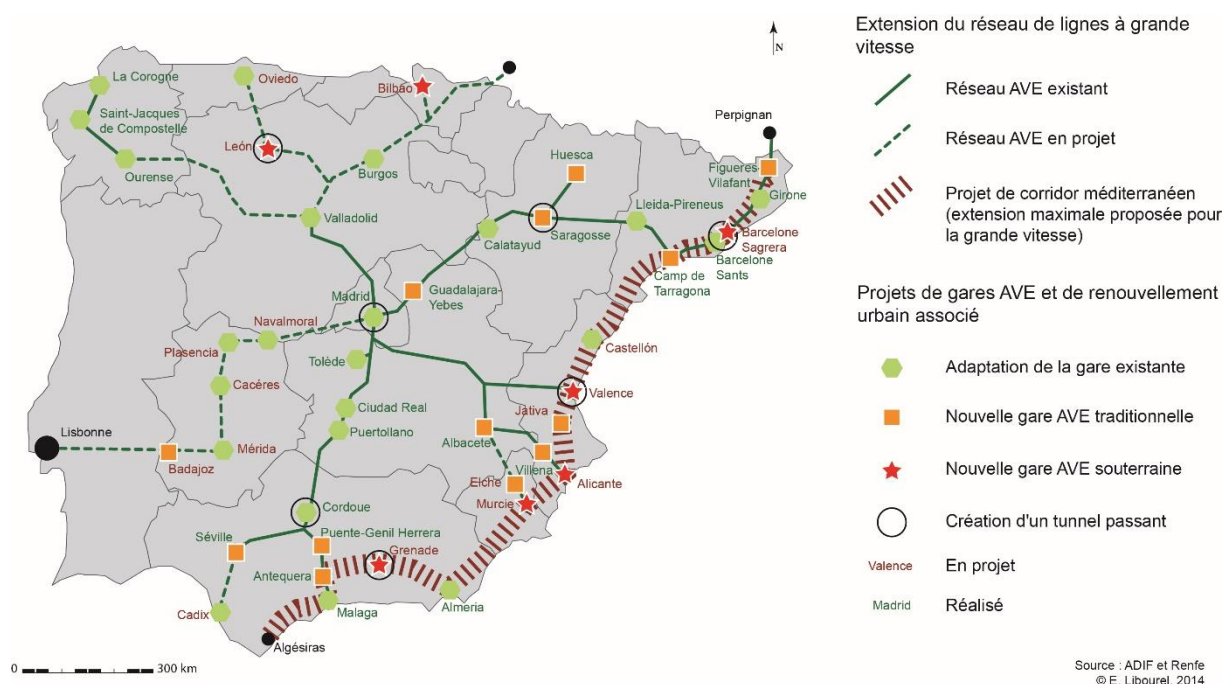 La Corogne
Oviedo
Bilbao
Saint-Jacques
de Compostelle
León
Ourense
Burgos
Valladolid
Huesca
Perpignan
Figueres-
Vilafant
Girone
Lleida-Pireneus
Saragosse
Calatayud
Barcelone
Sagrera
Barcelone
Sants
Camp de
Tarragona
Guadalajara-
Yebes
Madrid
Navalmoral
Plasencia
Tolède
Castellón
Cacéres
Valence
Ciudad Real
Puertollano
Játiva
Lisbonne
Badajoz
Mérida
Albacete
Villena
Elche
Alicante
Murcie
Cordoue
Séville
Puente-Genil Herrera
Grenade
Antequera
Cadix
Malaga
Almeria
Algésiras
0
300 km
N
Extension du réseau de lignes à grande
vitesse
Réseau AVE existant
Réseau AVE en projet
Projet de corridor méditerranéen
(extension maximale proposée pour
la grande vitesse)
Projets de gares AVE et de renouvellement
urbain associé
Adaptation de la gare existante
Nouvelle gare AVE traditionnelle
Nouvelle gare AVE souterraine
Création d'un tunnel passant
Valence
En projet
Madrid
Réalisé
Source : ADIF et Renfe
© E. Libourel, 2014